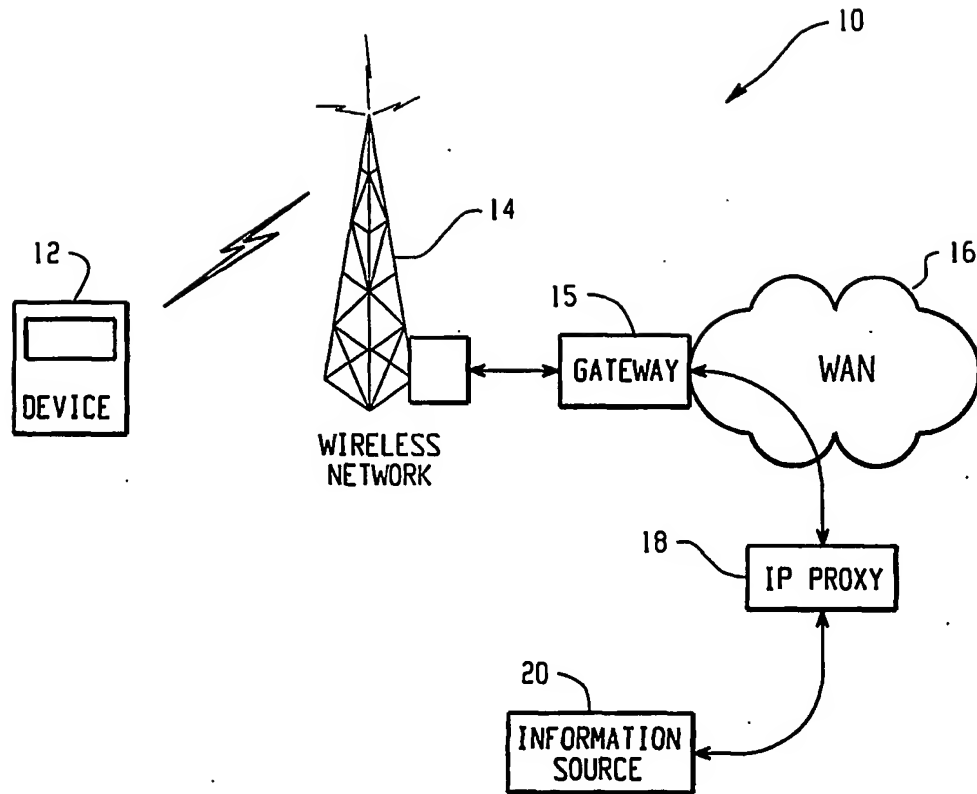 10
14
12
16
15
GATEWAY
WAN
DEVICE
WIRELESS
NETWORK
18
IP PROXY
20
INFORMATION
SOURCE